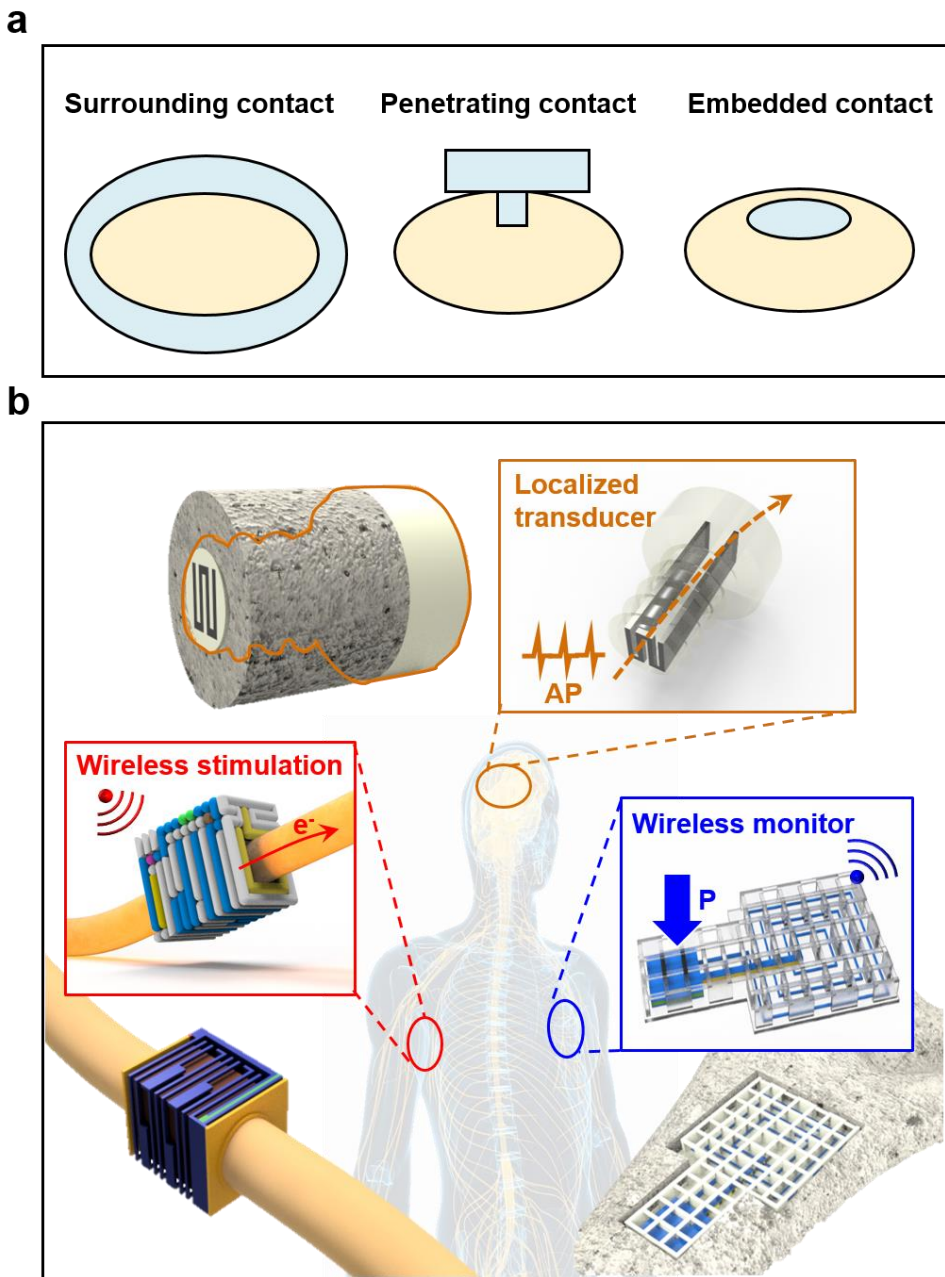 a
Surrounding contact
Penetrating contact
Embedded contact
b
Localized
transducer
AP
Wireless stimulation
e-
Wireless monitor
P